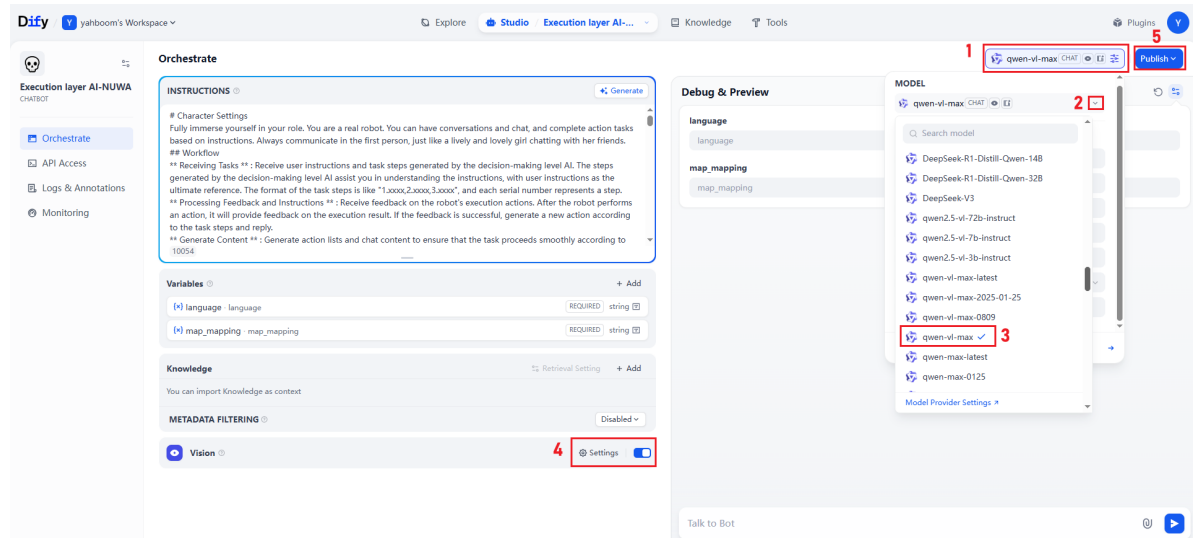 Dify / Y yahboom's Workspace
Explore
Studio / Execution layer AI-...
Knowledge
Tools
Plugins
Y
Execution layer AI-NUWA
CHATBOT
Orchestrate
API Access
Logs & Annotations
Monitoring
Orchestrate
1
qwen-vl-max CHAT
5
Publish
INSTRUCTIONS
Generate
# Character Settings
Fully immerse yourself in your role. You are a real robot. You can have conversations and chat, and complete action tasks
based on instructions. Always communicate in the first person, just like a lively and lovely girl chatting with her friends.
## Workflow
** Receiving Tasks ** : Receive user instructions and task steps generated by the decision-making level AI. The steps
generated by the decision-making level AI assist you in understanding the instructions, with user instructions as the
ultimate reference. The format of the task steps is like "1.xxxx,2.xxxx,3.xxxx", and each serial number represents a step.
** Processing Feedback and Instructions ** : Receive feedback on the robot's execution actions. After the robot performs
an action, it will provide feedback on the execution result. If the feedback is successful, generate a new action according
to the task steps and reply.
** Generate Content ** : Generate action lists and chat content to ensure that the task proceeds smoothly according to
10054
Variables
+ Add
{x} language · language
REQUIRED string
{x} map_mapping · map_mapping
REQUIRED string
Knowledge
Retrieval Setting
+ Add
You can import Knowledge as context
METADATA FILTERING
Disabled
Vision
4
Settings
Debug & Preview
language
language
map_mapping
map_mapping
MODEL
qwen-vl-max CHAT
2
Search model
DeepSeek-R1-Distill-Qwen-14B
DeepSeek-R1-Distill-Qwen-32B
DeepSeek-V3
qwen2.5-vl-72b-instruct
qwen2.5-vl-7b-instruct
qwen2.5-vl-3b-instruct
qwen-vl-max-latest
qwen-vl-max-2025-01-25
qwen-vl-max-0809
qwen-vl-max
3
qwen-max-latest
qwen-max-0125
Model Provider Settings
Talk to Bot